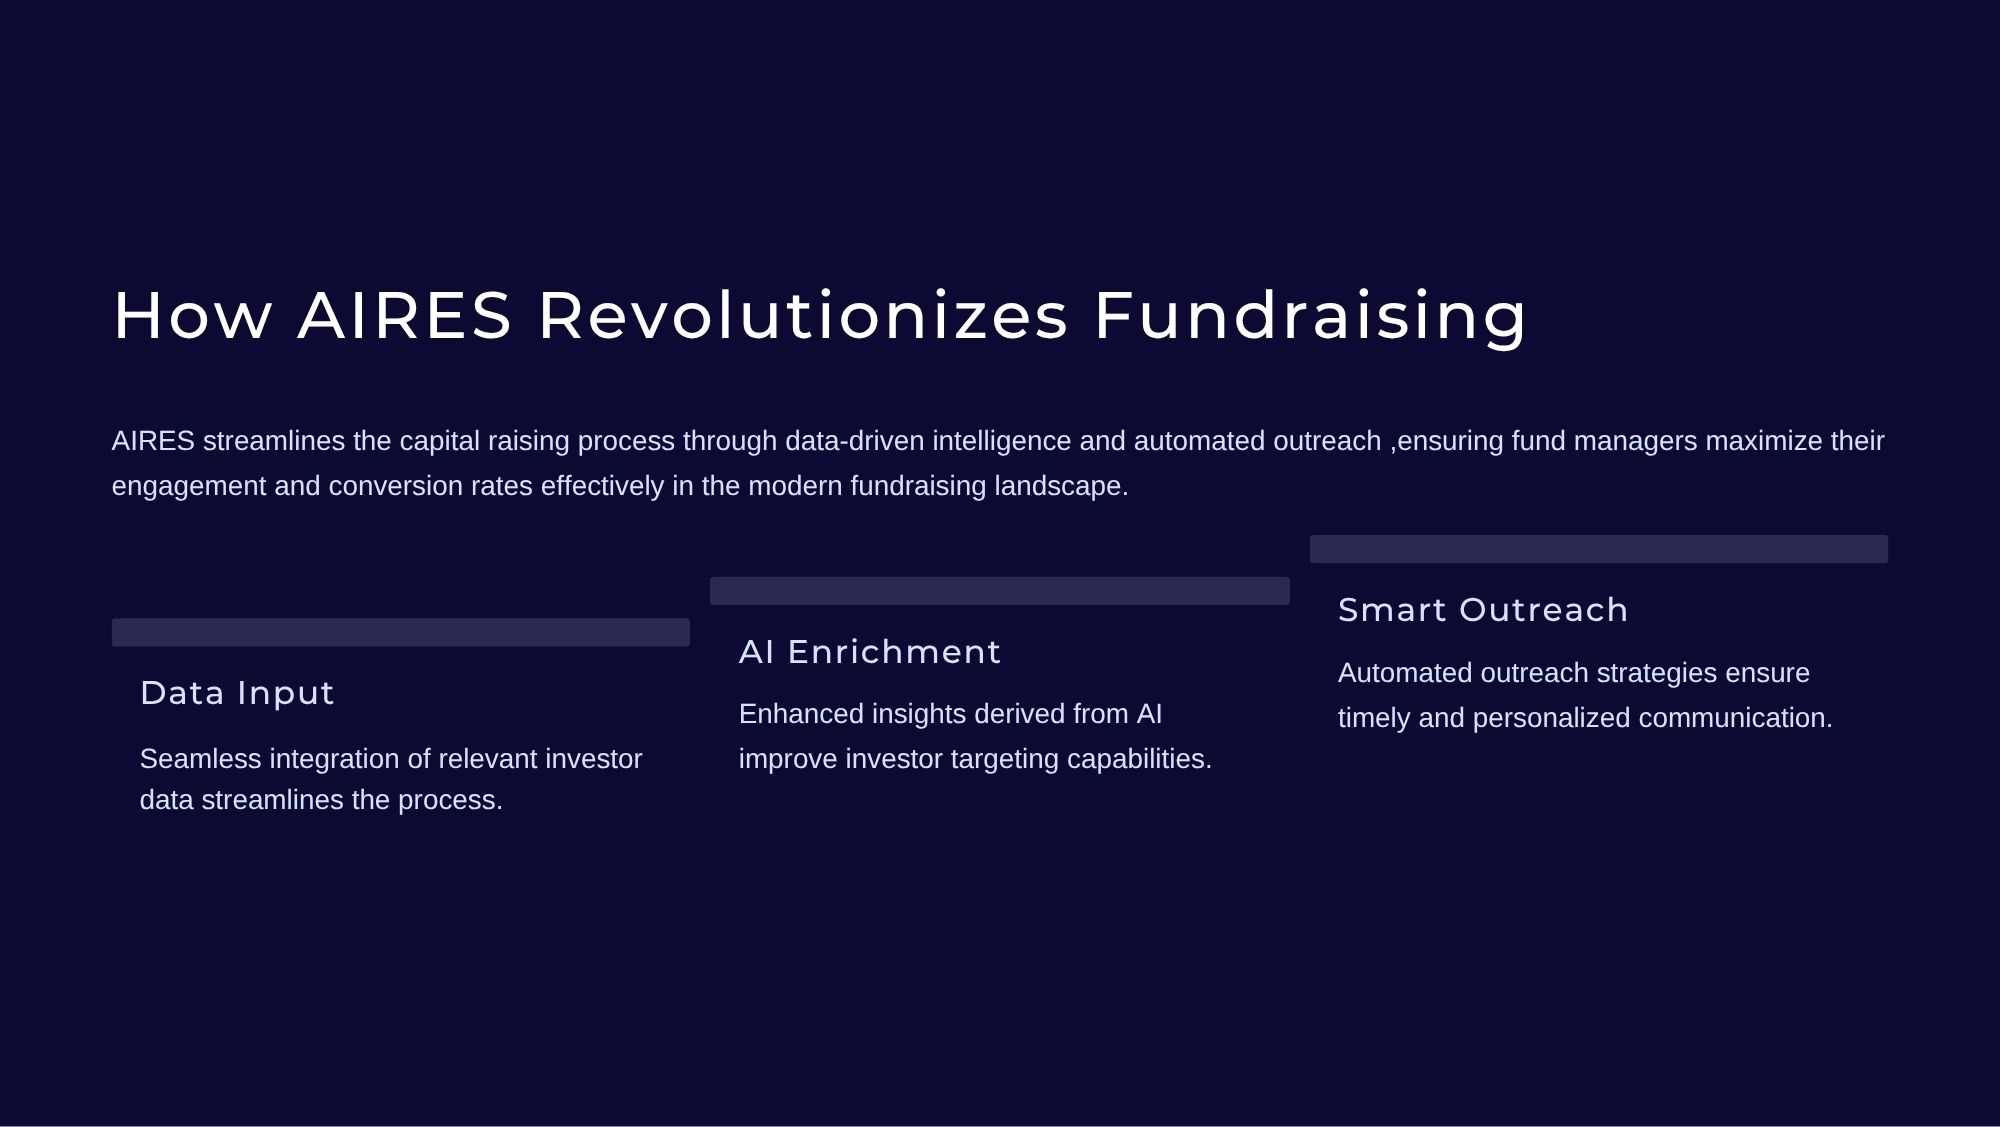 How AIRES Revolutionizes Fundraising
AIRES streamlines the capital raising process through data-driven intelligence and automated outreach ,ensuring fund managers maximize their
engagement and conversion rates effectively in the modern fundraising landscape.
Data Input
Seamless integration of relevant investor
data streamlines the process.
AI Enrichment
Enhanced insights derived from AI
improve investor targeting capabilities.
Smart Outreach
Automated outreach strategies ensure
timely and personalized communication.